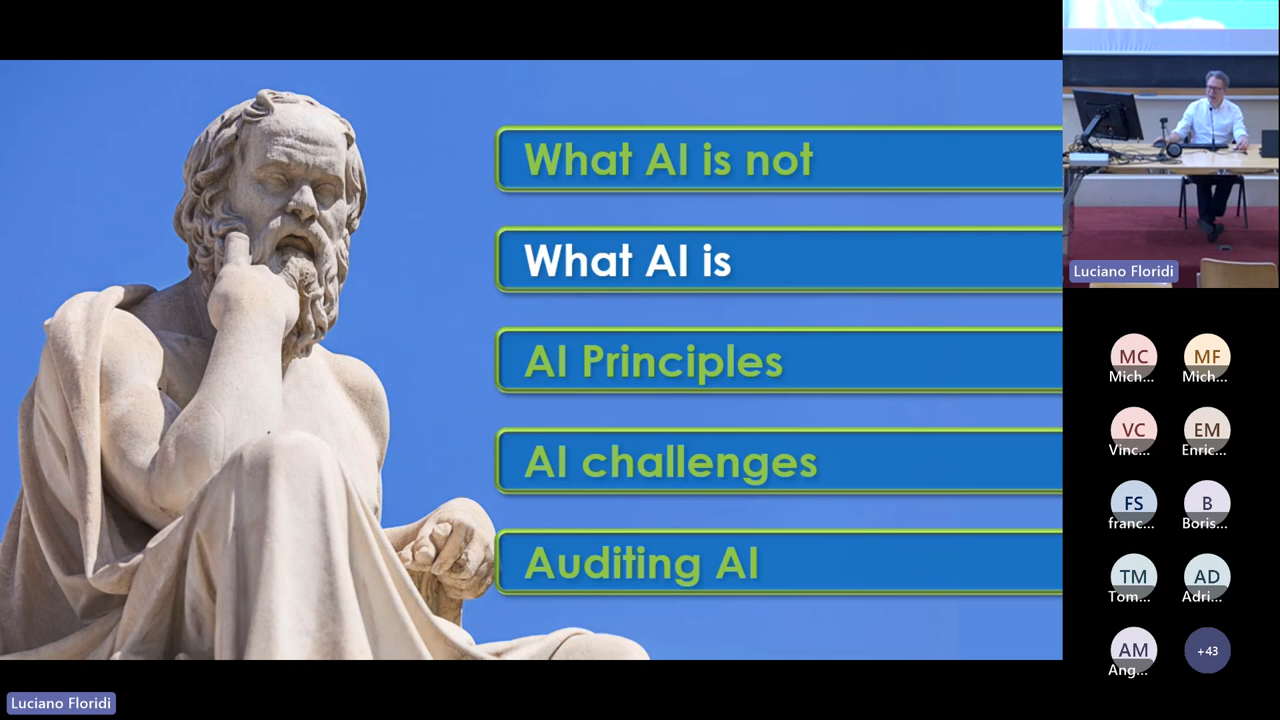 What AI is not
What AI is
AI Principles
AI challenges
Auditing AI
Luciano Floridi
Luciano Floridi
MC
Mich...
MF
Mich...
VC
Vinc...
EM
Enric...
FS
franc...
B
Boris...
TM
Tom...
AD
Adri...
AM
Ang...
+43